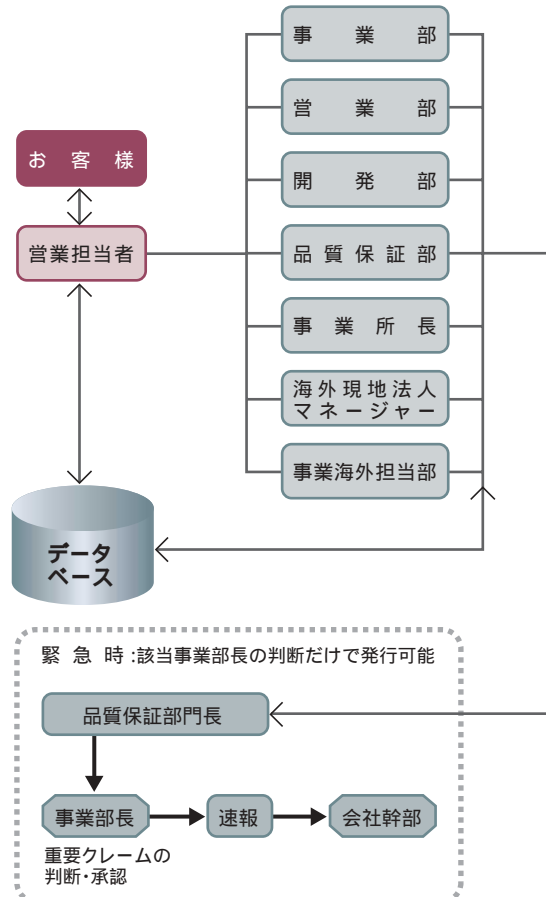 事業部
営業部
お客様
開発部
営業担当者
品質保証部
事業所長
海外現地法人
マネージャー
事業海外担当部
データ
ベース
緊急時:該当事業部長の判断だけで発行可能
品質保証部門長
事業部長
速報
会社幹部
重要クレームの
判断・承認